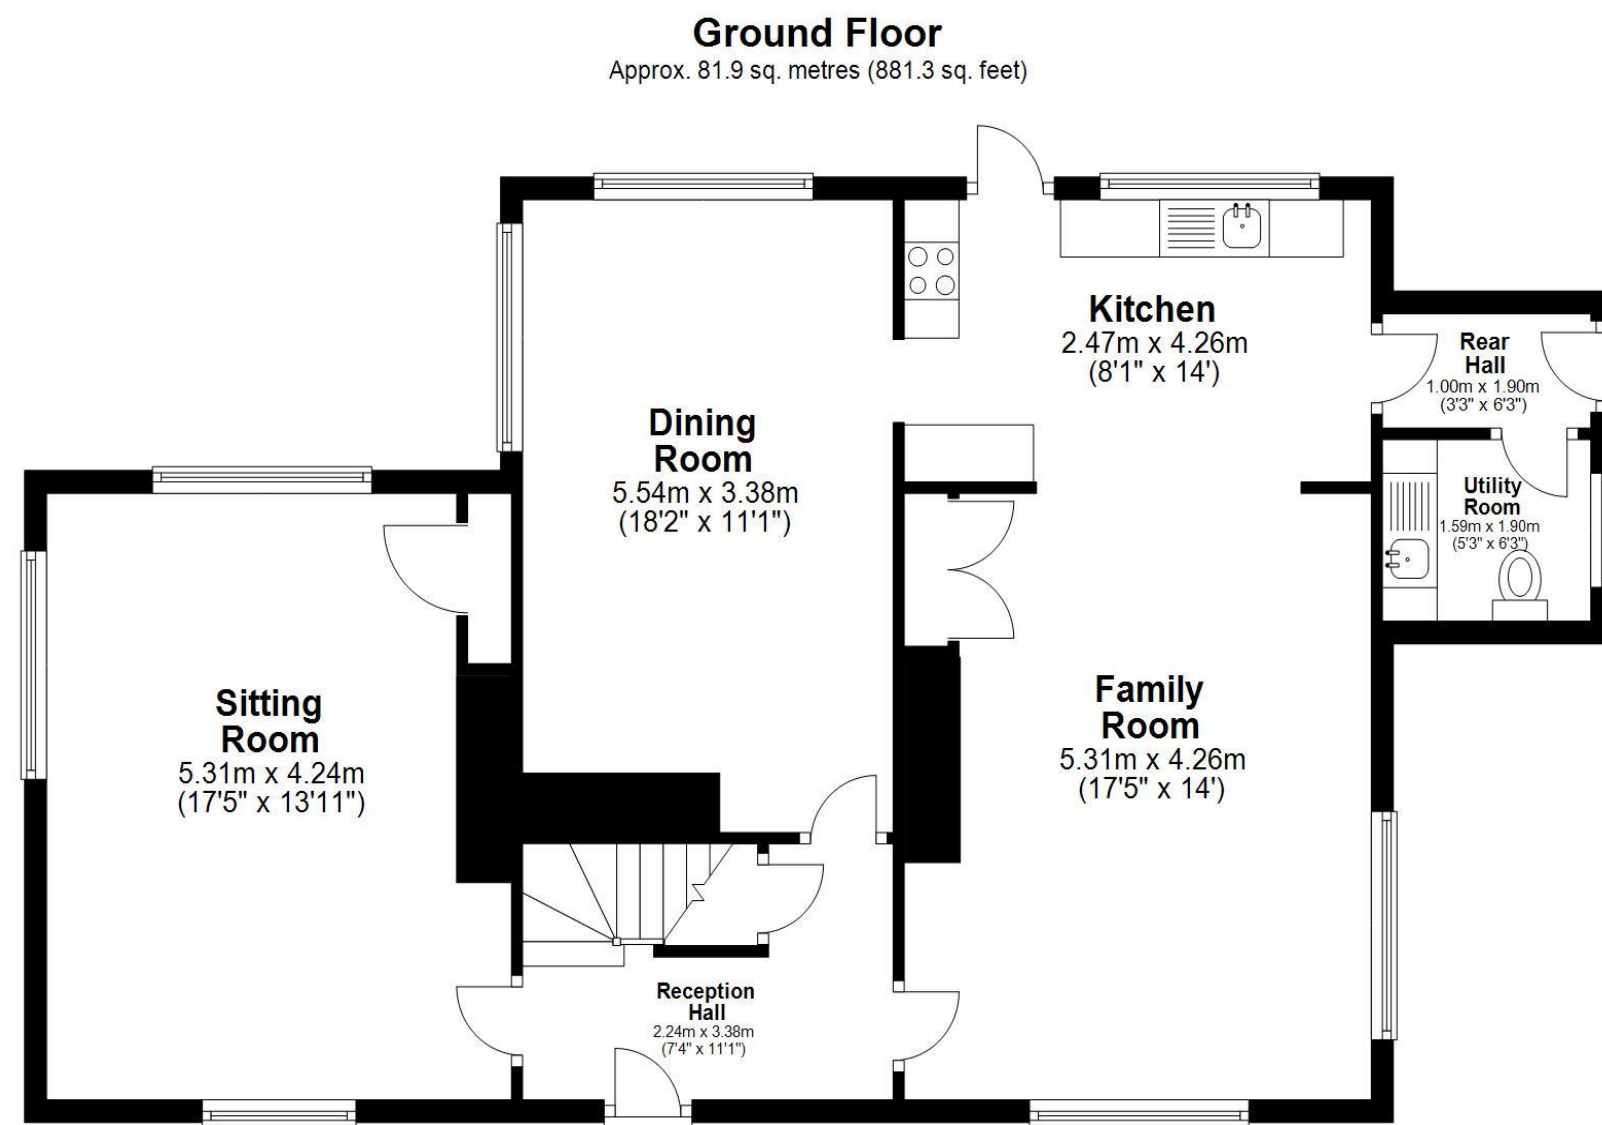 Ground Floor
Approx. 81.9 sq. metres (881.3 sq. feet)
Kitchen
2.47m x 4.26m
(8'1" x 14')
Rear
Hall
1.00m x 1.90m
(3'3" x 6'3")
Dining
Room
5.54m x 3.38m
(18'2" x 11'1")
Utility
Room
1.59m x 1.90m
(5'3" x 6'3")
Sitting
Room
5.31m x 4.24m
(17'5" x 13'11")
Family
Room
5.31m x 4.26m
(17'5" x 14')
Reception
Hall
2.24m x 3.38m
(7'4" x 11'1")